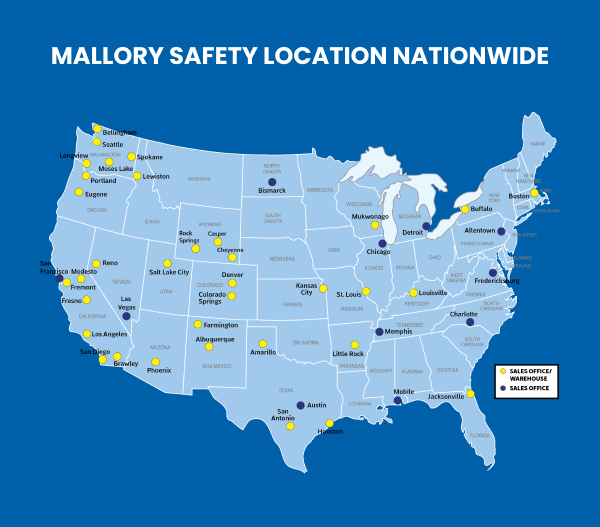 MALLORY SAFETY LOCATION NATIONWIDE
Bellingham
Seattle
WASHINGTON
Longview
Spokane
Moses Lake
Lewiston
Portland
Eugene
OREGON
IDAHO
MONTANA
NORTH
DAKOTA
Bismarck
SOUTH
DAKOTA
MINNESOTA
WISCONSIN
Mukwonago
MICHIGAN
Detroit
Chicago
MAINE
VERMONT
NEW
HAMPSHIRE
NEW
YORK
Boston
Buffalo
Allentown
PENNSYLVANIA
NEW JERSEY
WYOMING
Rock
Springs
Casper
Cheyenne
NEBRASKA
IOWA
ILLINOIS
INDIANA
OHIO
WEST
VIRGINIA
VIRGINIA
Fredericksburg
San
Francisco
Modesto
Reno
Fremont
Fresno
NEVADA
CALIFORNIA
Las
Vegas
Salt Lake City
UTAH
Denver
COLORADO
Colorado
Springs
KANSAS
Kansas
City
St. Louis
MISSOURI
Louisville
KENTUCKY
NORTH
CAROLINA
Charlotte
SOUTH
CAROLINA
TENNESSEE
Memphis
Los Angeles
San Diego
Brawley
ARIZONA
Phoenix
Farmington
Albuquerque
NEW MEXICO
Amarillo
OKLAHOMA
Little Rock
ARKANSAS
MISSISSIPPI
ALABAMA
GEORGIA
Mobile
Jacksonville
FLORIDA
TEXAS
Austin
San
Antonio
Houston
LOUISIANA
SALES OFFICE/
WAREHOUSE
SALES OFFICE